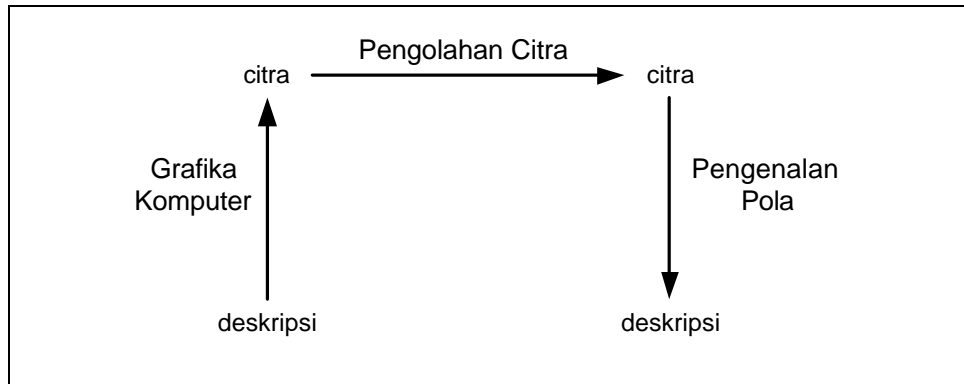 Pengolahan Citra
citra
citra
Grafika
Komputer
Pengenalan
Pola
deskripsi
deskripsi